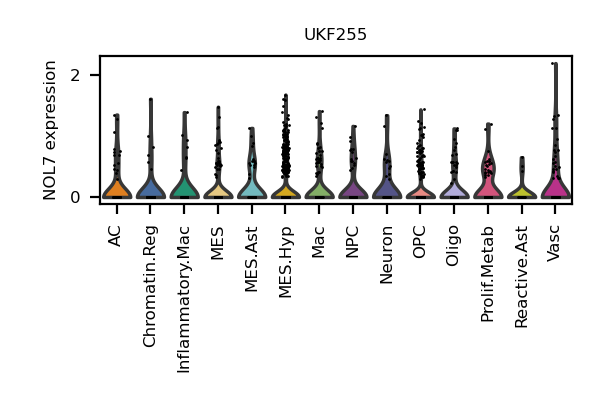 UKF255
NOL7 expression
2
0
AC
Chromatin.Reg
Inflammatory.Mac
MES
MES.Ast
MES.Hyp
Mac
NPC
Neuron
OPC
Oligo
Prolif.Metab
Reactive.Ast
Vasc